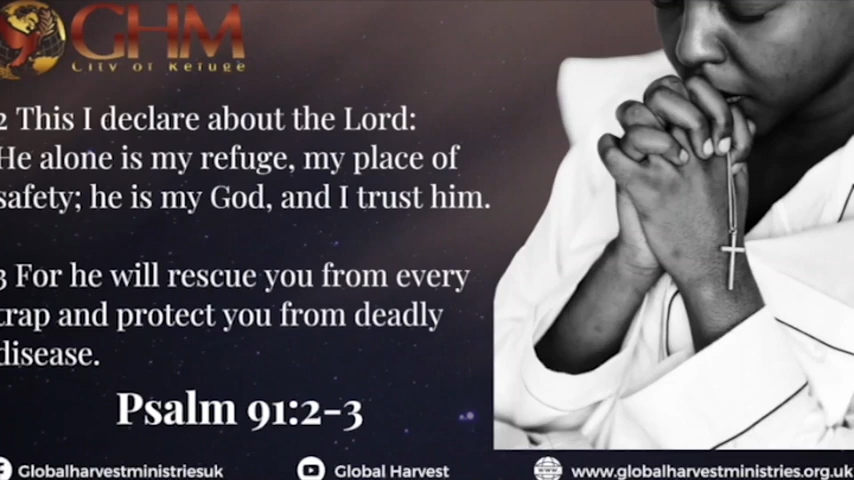 GHM
City of Refuge
2 This I declare about the Lord:
He alone is my refuge, my place of
safety; he is my God, and I trust him.
3 For he will rescue you from every
trap and protect you from deadly
disease.
Psalm 91:2-3
Globalharvestministriesuk
Global Harvest
www.globalharvestministries.org.uk